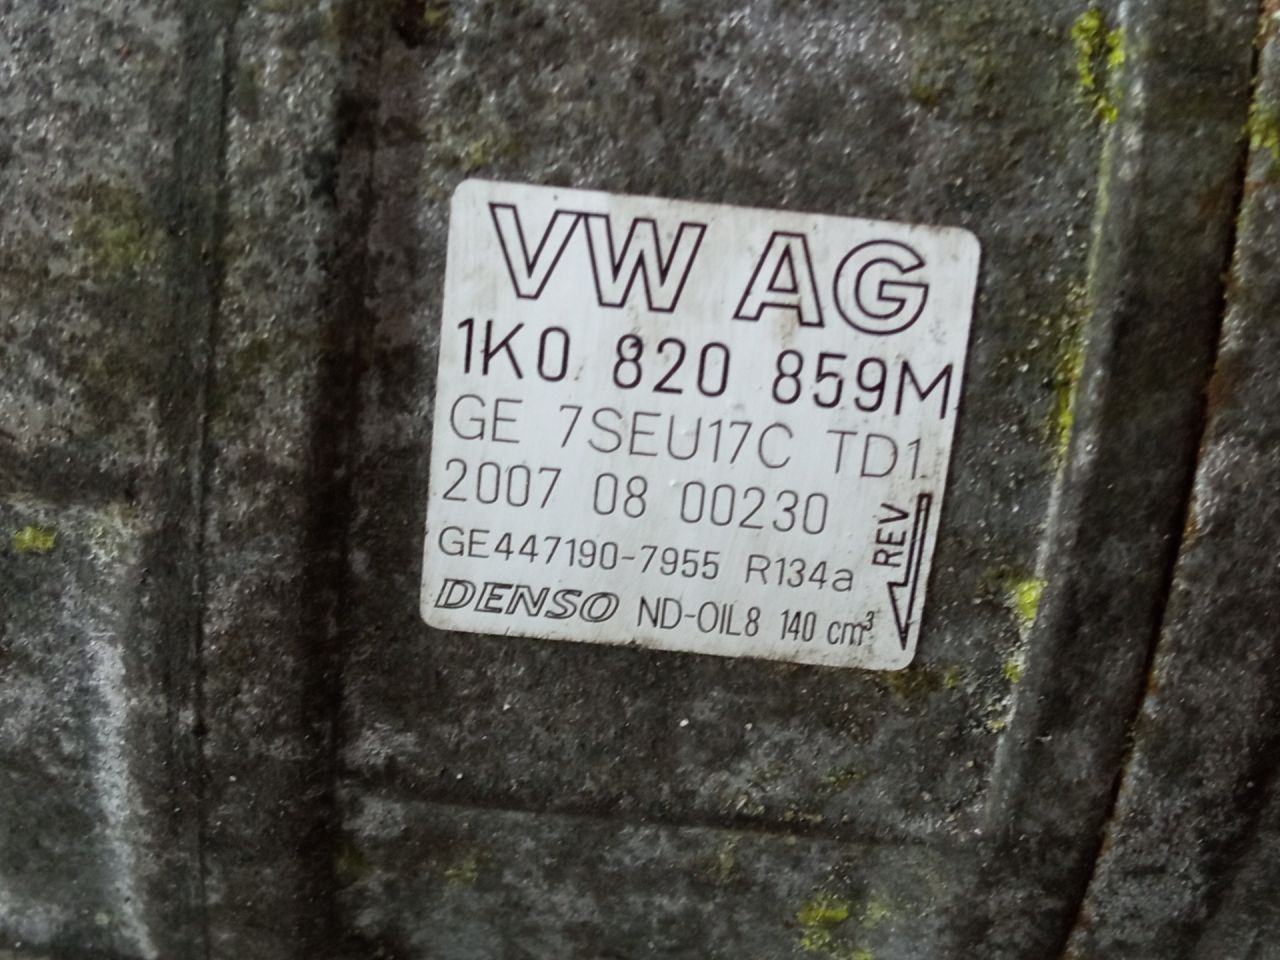 VW AG
1K0 820 859M
GE 7SEU17C TD1
2007 08 00230
GE447190-7955 R134a
REV
DENSO ND-OIL8 140 cm³